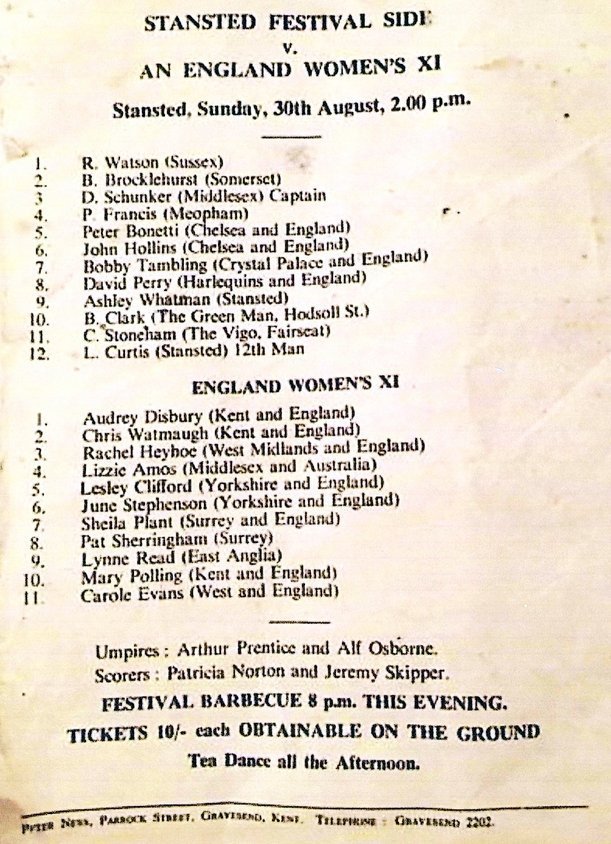 STANSTED FESTIVAL SIDE
v.
AN ENGLAND WOMEN'S XI
Stansted, Sunday, 30th August, 2.00 p.m.
1. R. Watson (Sussex)
2. B. Brocklehurst (Somerset)
3 D. Schunker (Middlesex) Captain
4. P. Francis (Meopham)
5. Peter Bonetti (Chelsea and England)
6. John Hollins (Chelsea and England)
7. Bobby Tambling (Crystal Palace and England)
8. David Perry (Harlequins and England)
9. Ashley Whatman (Stansted)
10. B. Clark (The Green Man, Hodsoll St.)
11. C. Stoneham (The Vigo, Fairseat)
12. L. Curtis (Stansted) 12th Man
ENGLAND WOMEN'S XI
1. Audrey Disbury (Kent and England)
2. Chris Watmaugh (Kent and England)
3. Rachel Heyhoe (West Midlands and England)
4. Lizzie Amos (Middlesex and Australia)
5. Lesley Clifford (Yorkshire and England)
6. June Stephenson (Yorkshire and England)
7. Sheila Plant (Surrey and England)
8. Pat Sherringham (Surrey)
9. Lynne Read (East Anglia)
10. Mary Polling (Kent and England)
11. Carole Evans (West and England)
Umpires : Arthur Prentice and Alf Osborne.
Scorers : Patricia Norton and Jeremy Skipper.
FESTIVAL BARBECUE 8 p.m. THIS EVENING.
TICKETS 10/- each OBTAINABLE ON THE GROUND
Tea Dance all the Afternoon.
PETER NESS, PARROCK STREET, GRAVESEND, KENT. TELEPHONE : GRAVESEND 2202.